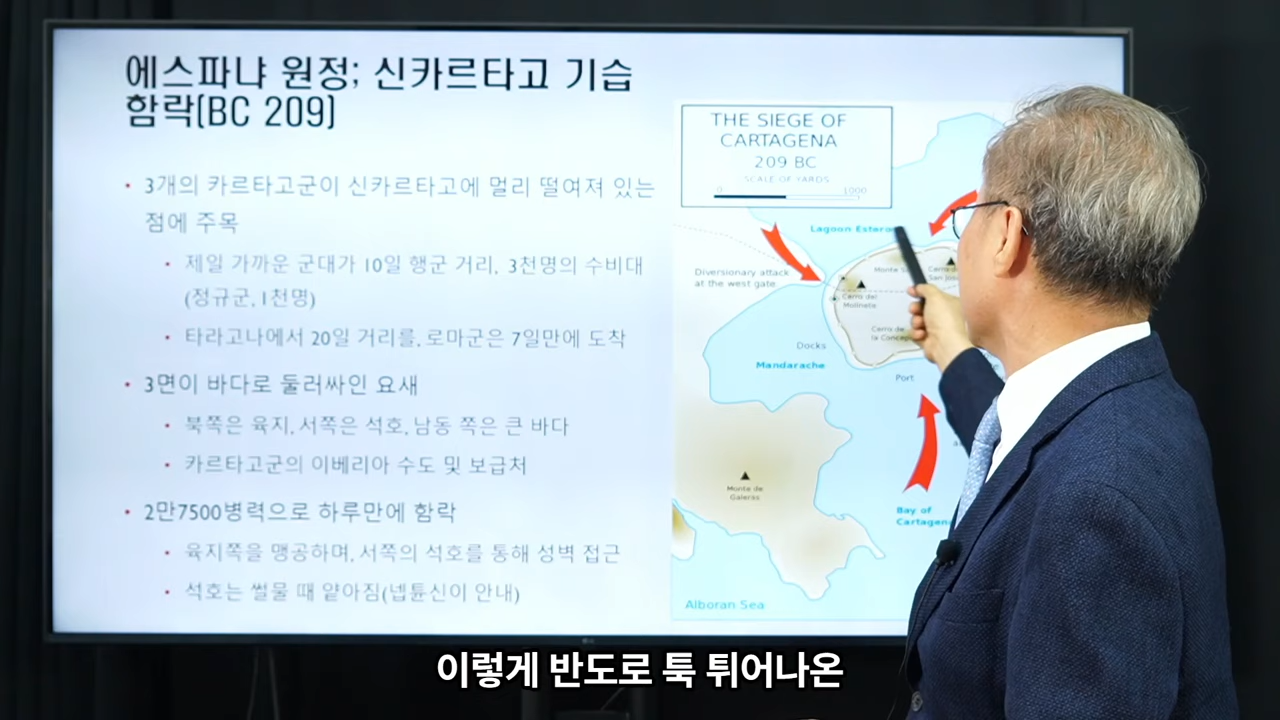 에스파냐 원정; 신카르타고 기습
함락(BC 209)
• 3개의 카르타고군이 신카르타고에 멀리 떨여져 있는
점에 주목
• 제일 가까운 군대가 10일 행군 거리, 3천명의 수비대
(정규군, 1천명)
• 타라고나에서 20일 거리를, 로마군은 7일만에 도착
• 3면이 바다로 둘러싸인 요새
• 북쪽은 육지, 서쪽은 석호, 남동 쪽은 큰 바다
• 카르타고군의 이베리아 수도 및 보급처
• 2만7500병력으로 하루만에 함락
• 육지쪽을 맹공하며, 서쪽의 석호를 통해 성벽 접근
• 석호는 썰물 때 얕아짐(넵튠신이 안내)
THE SIEGE OF
CARTAGENA
209 BC
SCALE OF YARDS
0 1000
Lagoon
Diversionary attack
at the west gate
Monte
Cerro
San
Cerro del
Molinete
Cerro de
la
Docks
Mandarache
Port
Monte de
Galeras
Bay of
Alboran Sea
LG
이렇게 반도로 툭 튀어나온